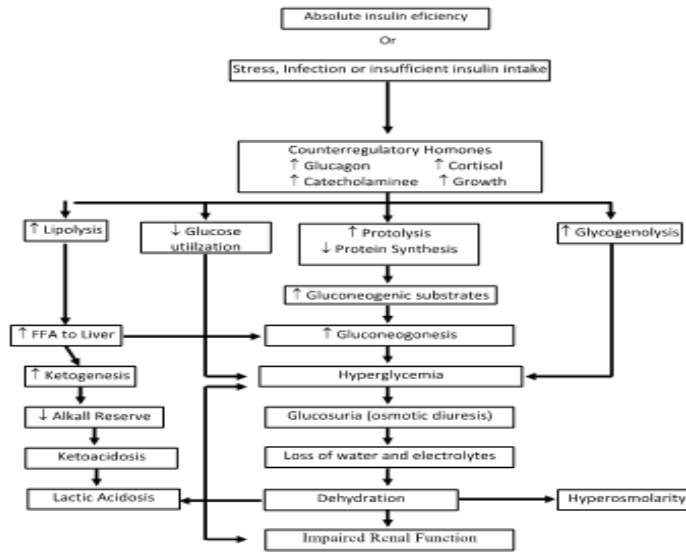 Absolute insulin eficiency
Or
Stress, Infection or insufficient insulin intake
Counterregulatory Homones
↑ Glucagon ↑ Cortisol
↑ Catecholaminee ↑ Growth
↑ Lipolysis
↓ Glucose
utiilzation
↑ Protolysis
↓ Protein Synthesis
↑ Glycogenolysis
↑ Gluconeogenic substrates
↑ FFA to Liver
↑ Gluconeogonesis
↑ Ketogenesis
Hyperglycemia
↓ Alkall Reserve
Glucosuria (osmotic diuresis)
Ketoacidosis
Loss of water and electrolytes
Lactic Acidosis
Dehydration
Hyperosmolarity
Impaired Renal Function